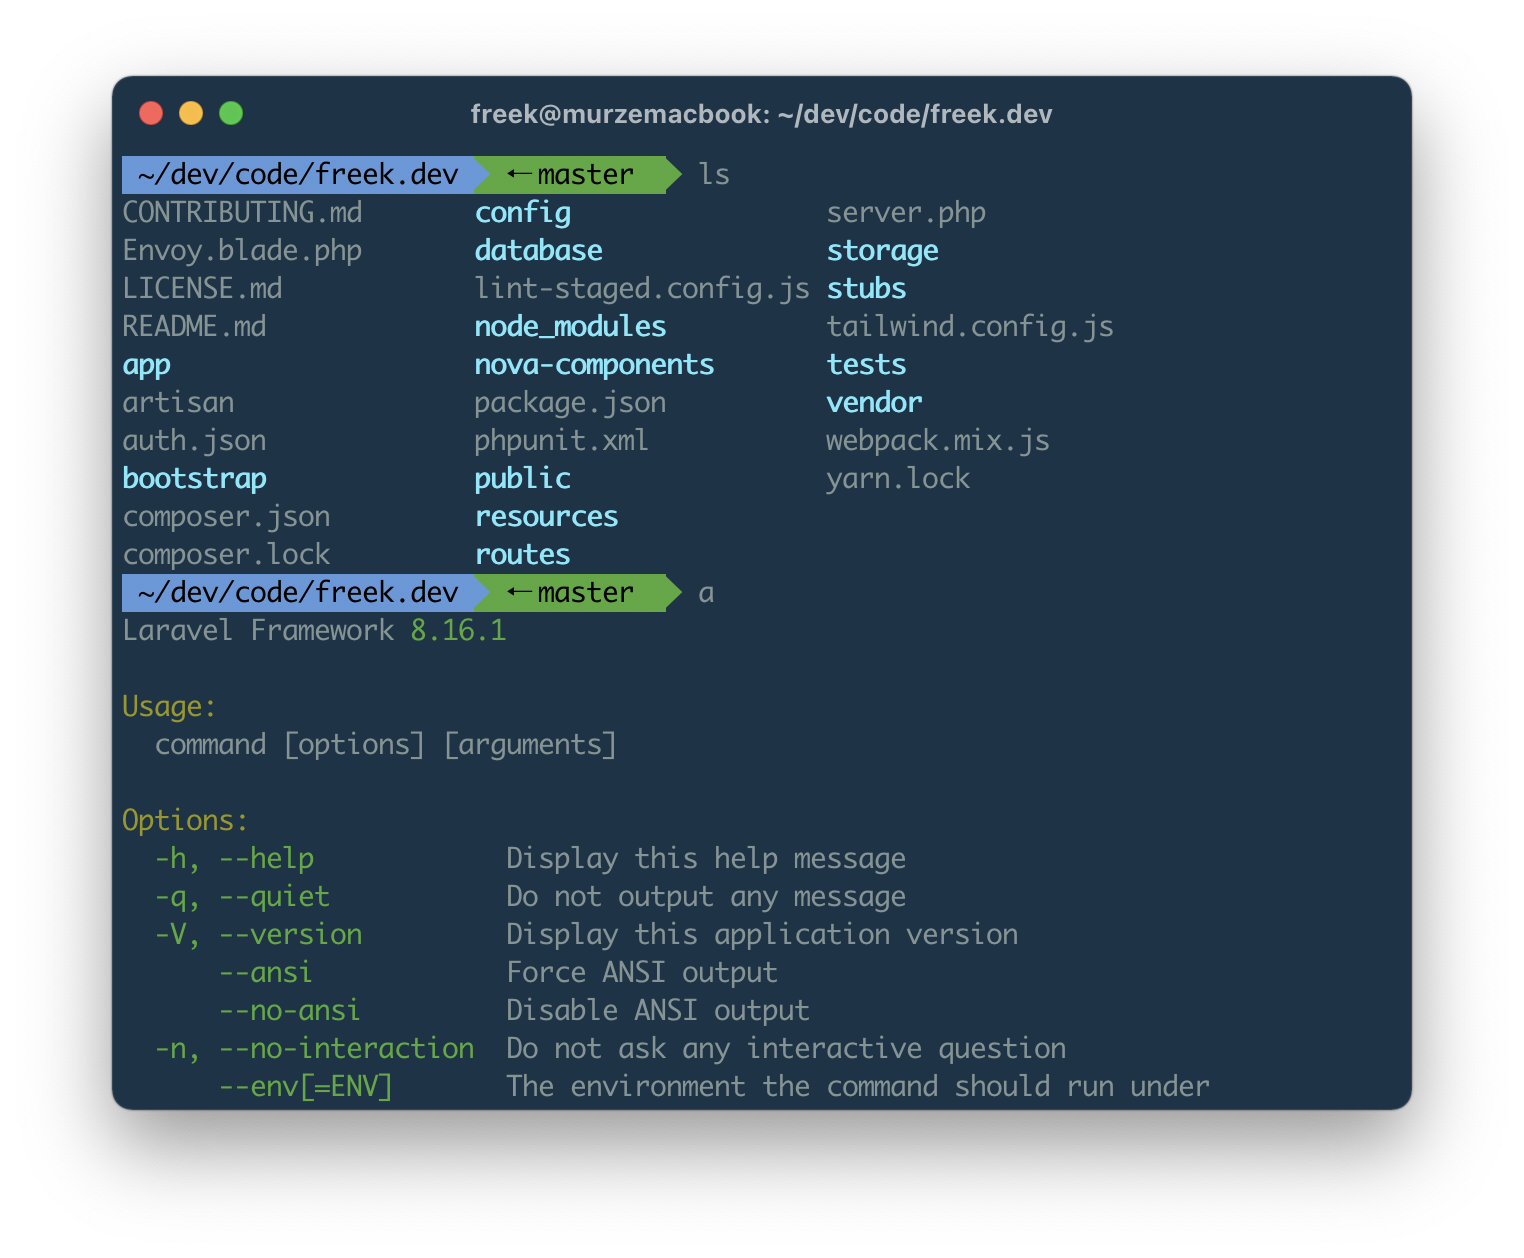 freek@murzemacbook: ~/dev/code/freek.dev
~/dev/code/freek.dev ←master ls
CONTRIBUTING.md config server.php
Envoy.blade.php database storage
LICENSE.md lint-staged.config.js stubs
README.md node_modules tailwind.config.js
app nova-components tests
artisan package.json vendor
auth.json phpunit.xml webpack.mix.js
bootstrap public yarn.lock
composer.json resources
composer.lock routes
~/dev/code/freek.dev ←master a
Laravel Framework 8.16.1
Usage:
command [options] [arguments]
Options:
-h, --help Display this help message
-q, --quiet Do not output any message
-V, --version Display this application version
--ansi Force ANSI output
--no-ansi Disable ANSI output
-n, --no-interaction Do not ask any interactive question
--env[=ENV] The environment the command should run under